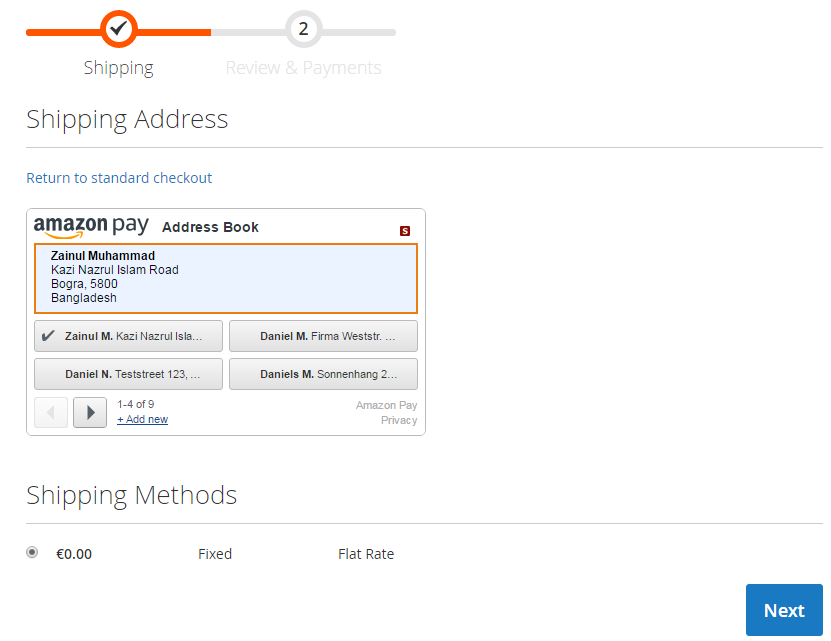 2
Shipping
Review & Payments
Shipping Address
Return to standard checkout
amazon pay Address Book
S
Zainul Muhammad
Kazi Nazrul Islam Road
Bogra, 5800
Bangladesh
Zainul M. Kazi Nazrul Isla...
Daniel M. Firma Weststr. ...
Daniel N. Teststreet 123, ...
Daniels M. Sonnenhang 2...
1-4 of 9
+ Add new
Amazon Pay
Privacy
Shipping Methods
€0.00 Fixed Flat Rate
Next